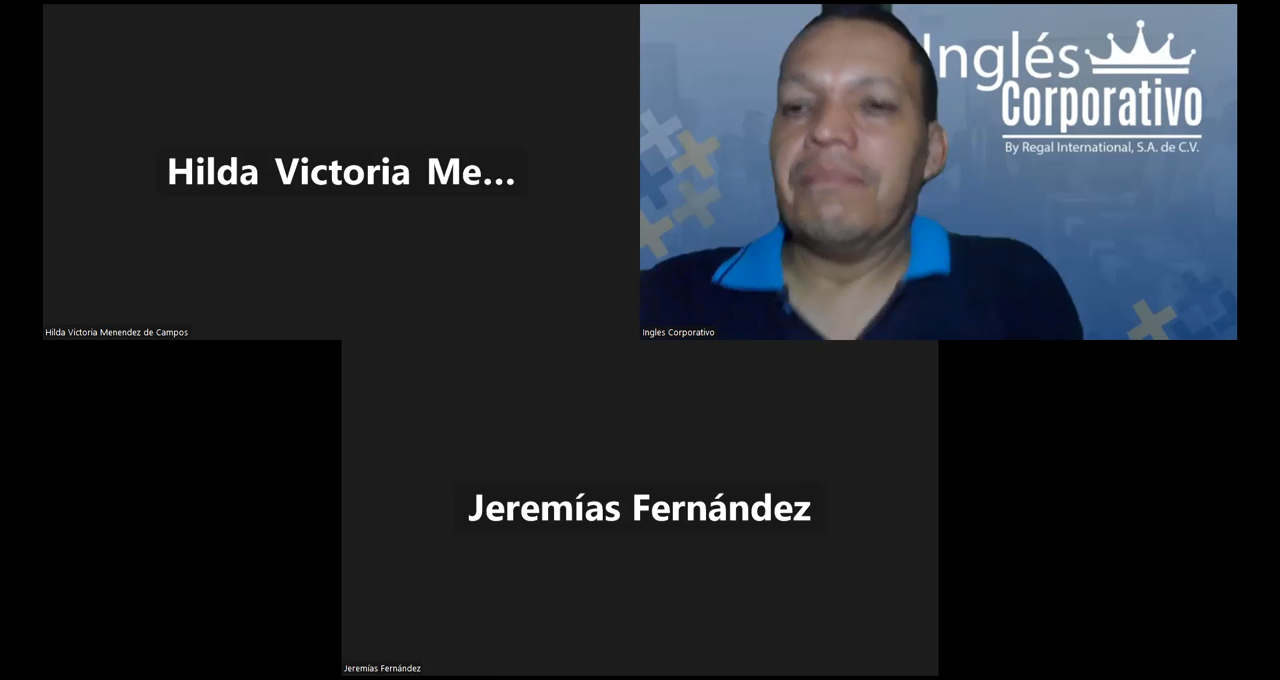 Hilda Victoria Me...
Hilda Victoria Menendez de Campos
Inglés
Corporativo
By Regal International, S.A. de C.V.
Ingles Corporativo
Jeremías Fernández
Jeremías Fernández